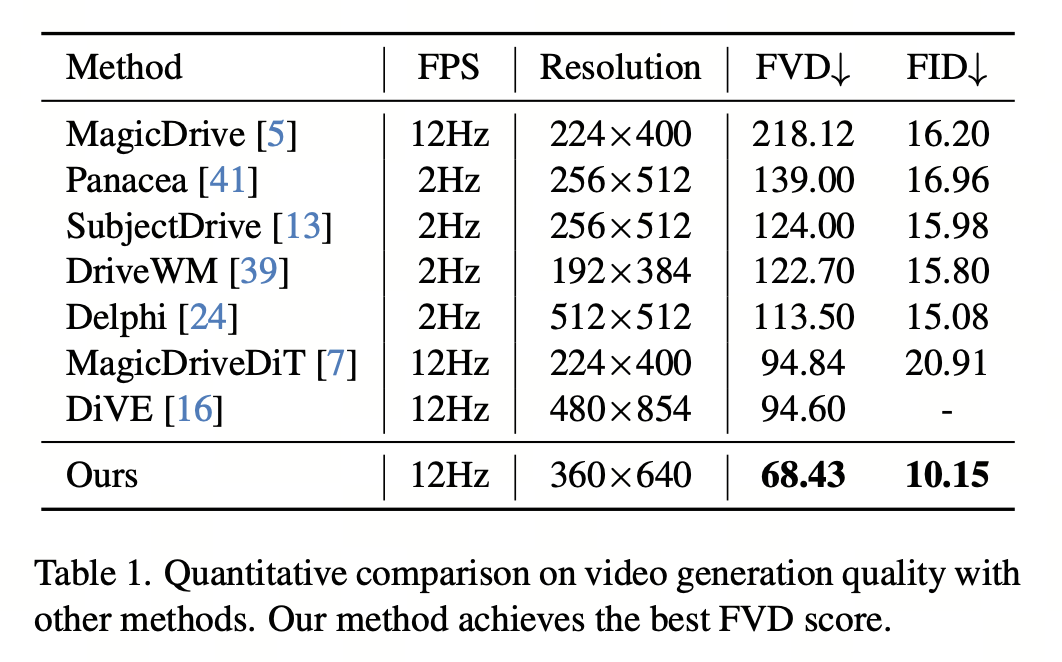 Method FPS Resolution FVD↓ FID↓
MagicDrive [5] 12Hz 224×400 218.12 16.20
Panacea [41] 2Hz 256×512 139.00 16.96
SubjectDrive [13] 2Hz 256×512 124.00 15.98
DriveWM [39] 2Hz 192×384 122.70 15.80
Delphi [24] 2Hz 512×512 113.50 15.08
MagicDriveDiT [7] 12Hz 224×400 94.84 20.91
DiVE [16] 12Hz 480×854 94.60 -
Ours 12Hz 360×640 68.43 10.15
Table 1. Quantitative comparison on video generation quality with
other methods. Our method achieves the best FVD score.